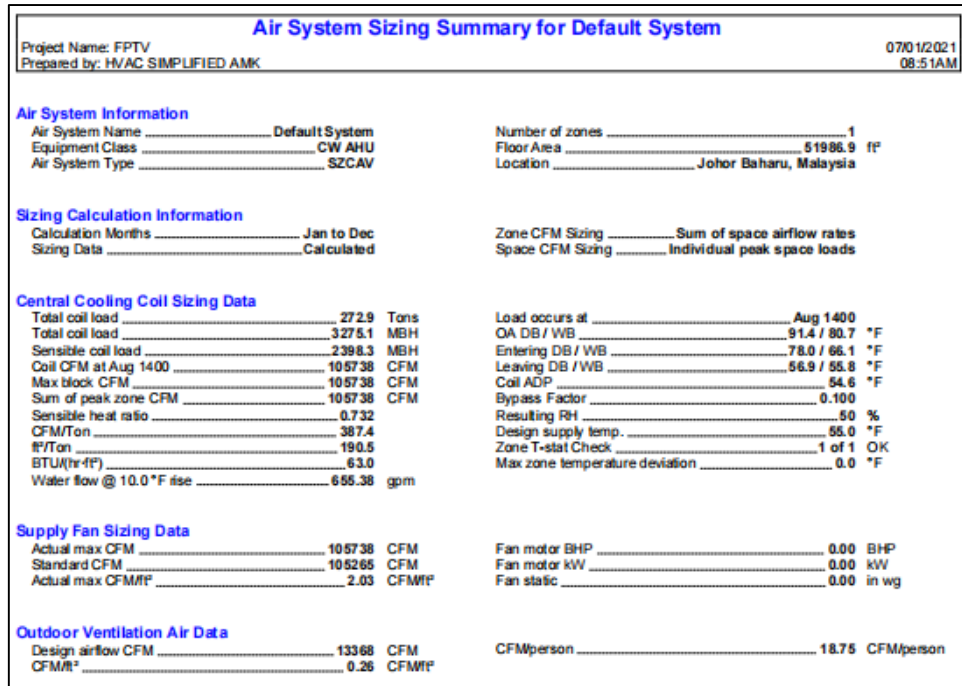 Air System Sizing Summary for Default System
Project Name: FPTV 07/01/2021
Prepared by: HVAC SIMPLIFIED AMK 08:51AM
Air System Information
Air System Name Default System Number of zones 1
Equipment Class CW AHU Floor Area 51986.9 ft²
Air System Type SZCAV Location Johor Baharu, Malaysia
Sizing Calculation Information
Calculation Months Jan to Dec Zone CFM Sizing Sum of space airflow rates
Sizing Data Calculated Space CFM Sizing Individual peak space loads
Central Cooling Coil Sizing Data
Total coil load 272.9 Tons Load occurs at Aug 1400
Total coil load 3275.1 MBH OA DB / WB 91.4 / 80.7 °F
Sensible coil load 2398.3 MBH Entering DB / WB 78.0 / 66.1 °F
Coil CFM at Aug 1400 105738 CFM Leaving DB / WB 56.9 / 55.8 °F
Max block CFM 105738 CFM Coil ADP 54.6 °F
Sum of peak zone CFM 105738 CFM Bypass Factor 0.100
Sensible heat ratio 0.732 Resulting RH 50 %
CFM/Ton 387.4 Design supply temp. 55.0 °F
ft²/Ton 190.5 Zone T-stat Check 1 of 1 OK
BTU/(hr·ft²) 63.0 Max zone temperature deviation 0.0 °F
Water flow @ 10.0 °F rise 655.38 gpm
Supply Fan Sizing Data
Actual max CFM 105738 CFM Fan motor BHP 0.00 BHP
Standard CFM 105265 CFM Fan motor kW 0.00 kW
Actual max CFM/ft² 2.03 CFM/ft² Fan static 0.00 in wg
Outdoor Ventilation Air Data
Design airflow CFM 13368 CFM CFM/person 18.75 CFM/person
CFM/ft² 0.26 CFM/ft²